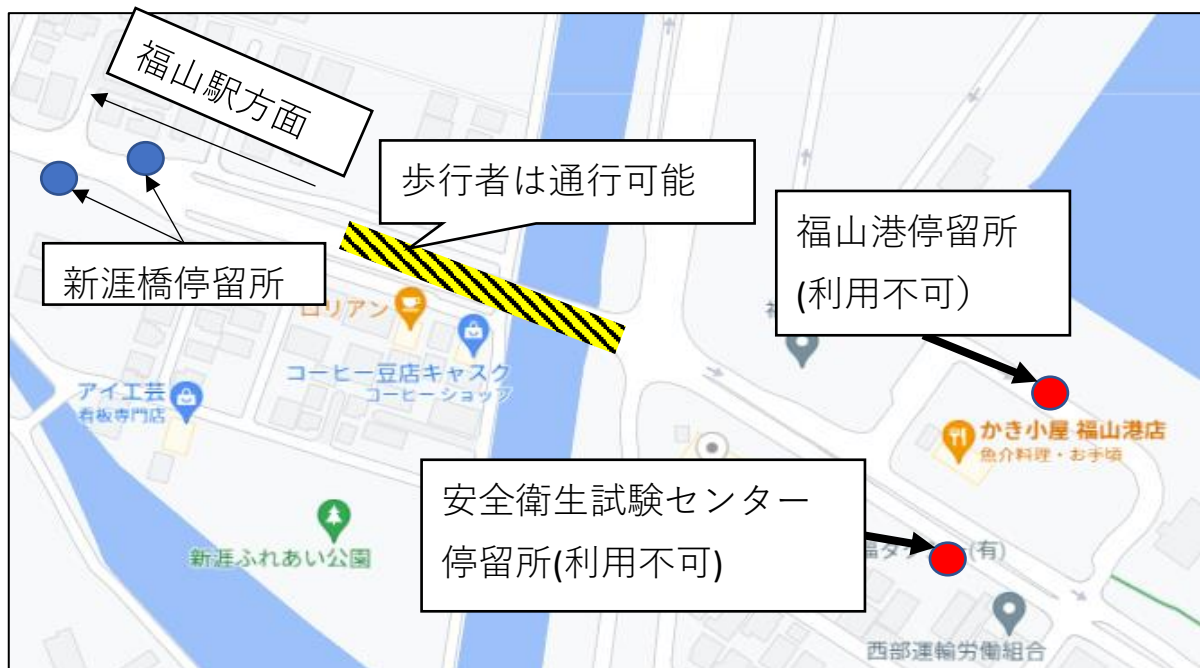 福山駅方面
歩行者は通行可能
福山港停留所
(利用不可)
新涯橋停留所
ロリアン
コーヒー豆店キャスク
コーヒー ショップ
アイ工芸
看板専門店
かき小屋 福山港店
魚介料理・お手頃
安全衛生試験センター
停留所(利用不可)
新涯ふれあい公園
(有)
西部運輸労働組合